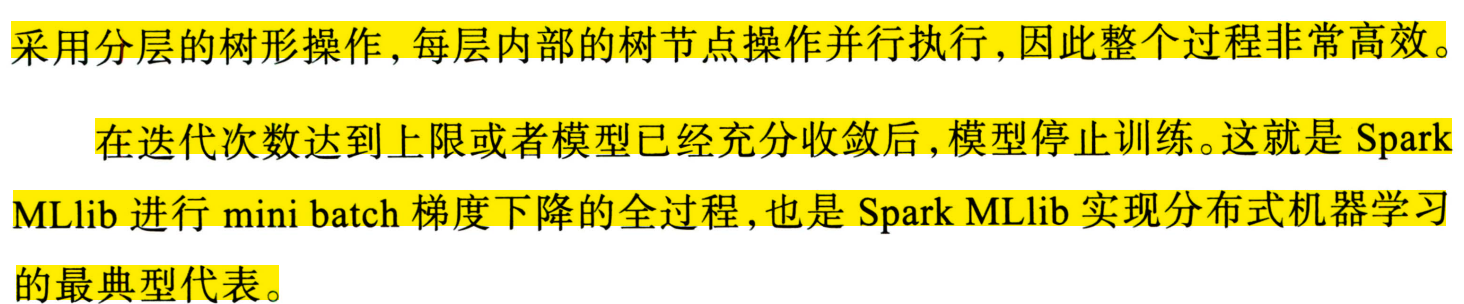 采用分层的树形操作,每层内部的树节点操作并行执行,因此整个过程非常高效。
在迭代次数达到上限或者模型已经充分收敛后,模型停止训练。这就是 Spark
MLlib 进行 mini batch 梯度下降的全过程,也是 Spark MLlib 实现分布式机器学习
的最典型代表。